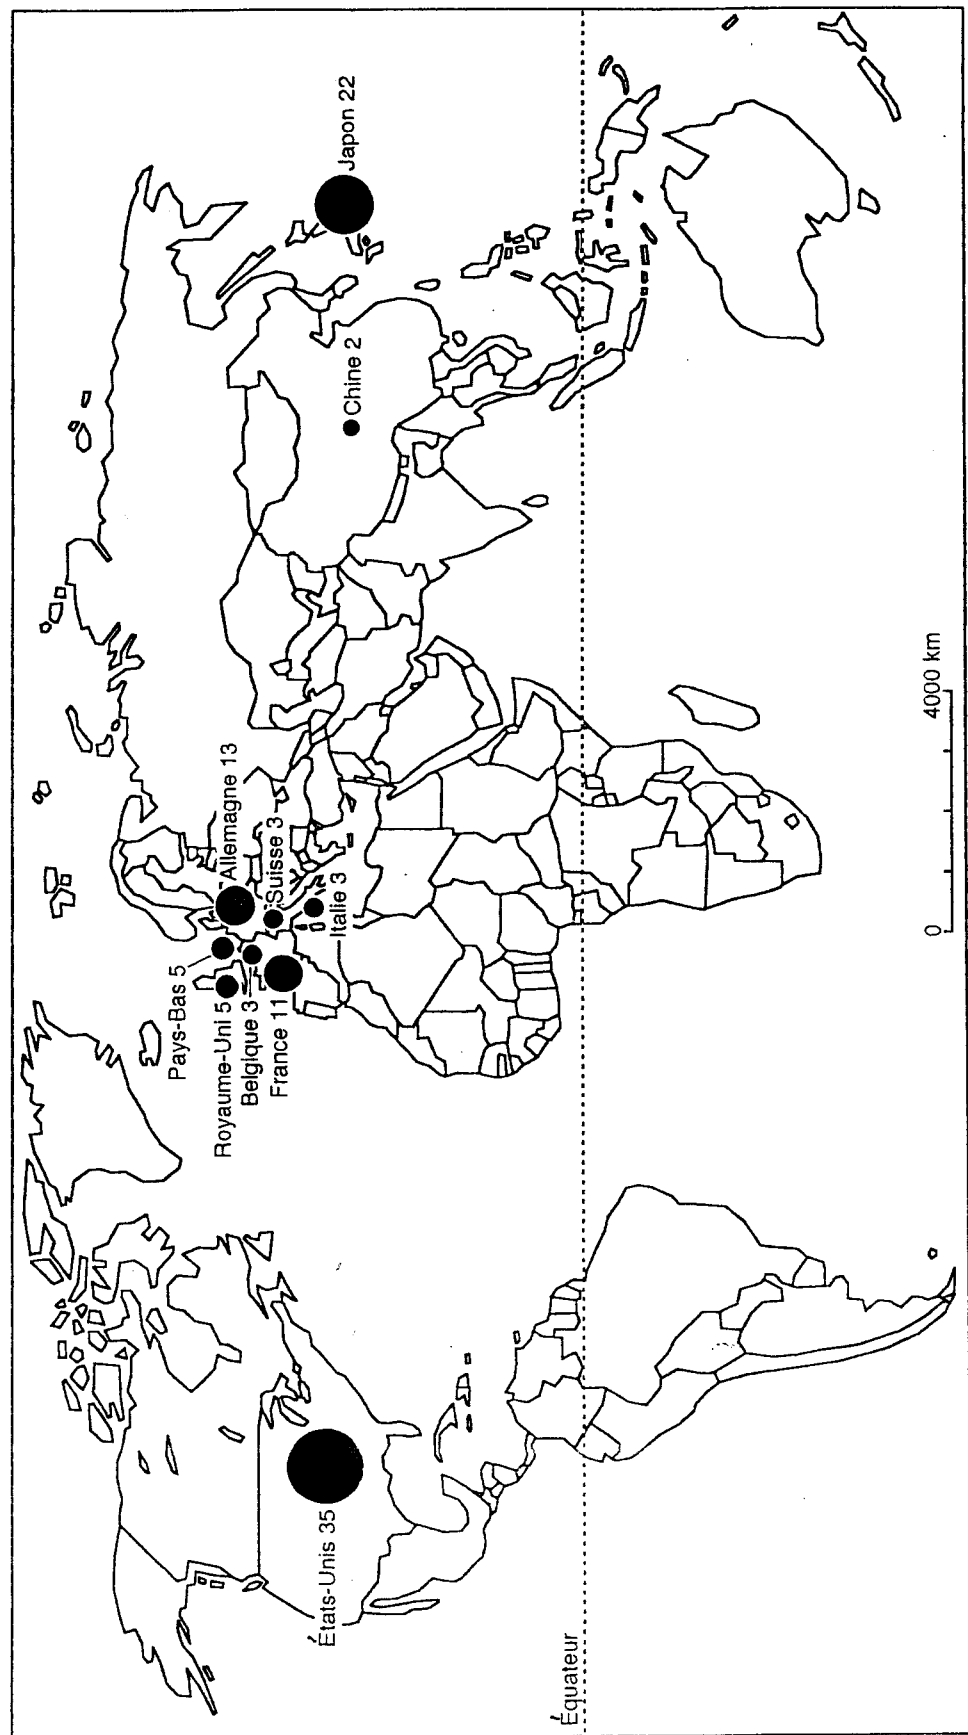 Japon 22
Chine 2
Allemagne 13
Suisse 3
Italie 3
Pays-Bas 5
Royaume-Uni 5
Belgique 3
France 11
États-Unis 35
Équateur
0
4000 km